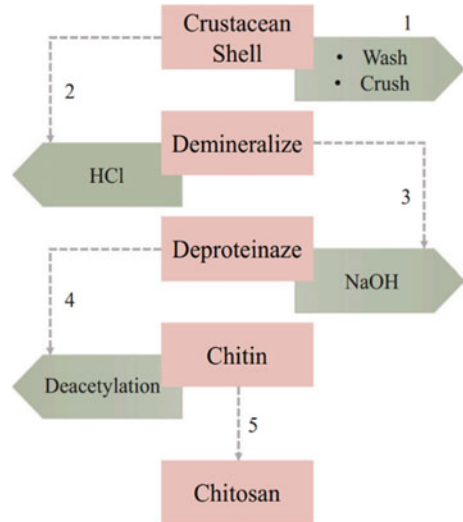 Crustacean
Shell
1
• Wash
• Crush
2
Demineralize
HCl
3
Deproteinaze
NaOH
4
Chitin
Deacetylation
5
Chitosan